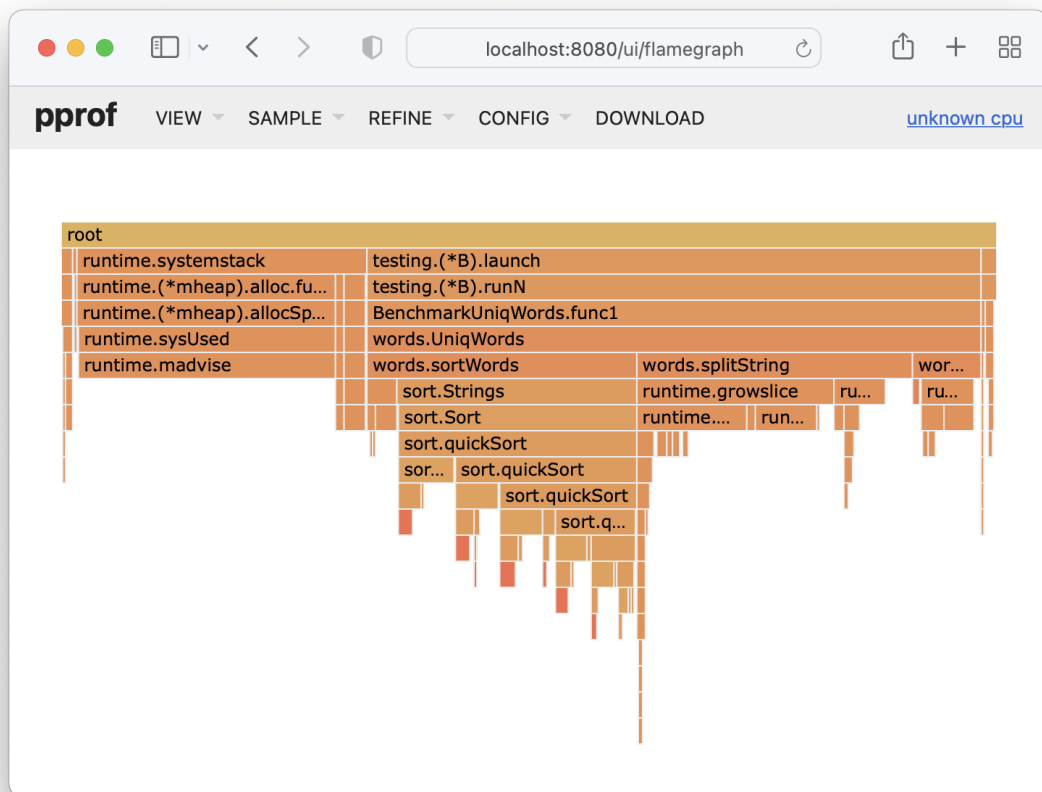 localhost:8080/ui/flamegraph
pprof VIEW SAMPLE REFINE CONFIG DOWNLOAD unknown cpu
root
runtime.systemstack testing.(*B).launch
runtime.(*mheap).alloc.fu... testing.(*B).runN
runtime.(*mheap).allocSp... BenchmarkUniqWords.func1
runtime.sysUsed words.UniqWords
runtime.madvise words.sortWords words.splitString wor...
sort.Strings runtime.growslice ru... ru...
sort.Sort runtime.... run...
sort.quickSort
sor... sort.quickSort
sort.quickSort
sort.q...